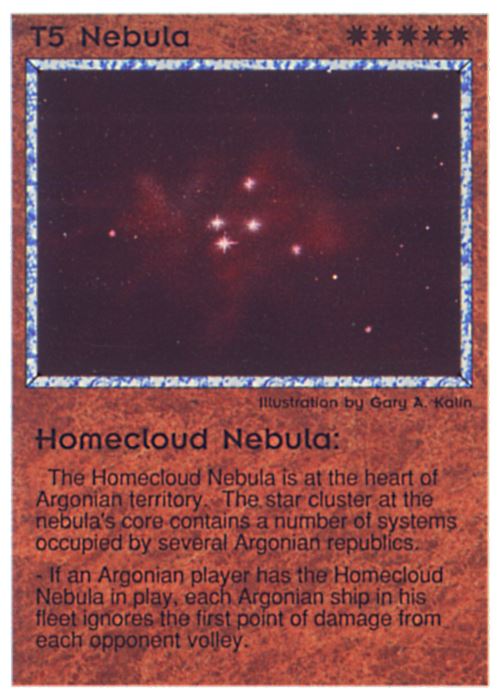 T5 Nebula
Illustration by Gary A. Kalin
Homecloud Nebula:
The Homecloud Nebula is at the heart of
Argonian territory. The star cluster at the
nebula's core contains a number of systems
occupied by several Argonian republics.
- If an Argonian player has the Homecloud
Nebula in play, each Argonian ship in his
fleet ignores the first point of damage from
each opponent volley.